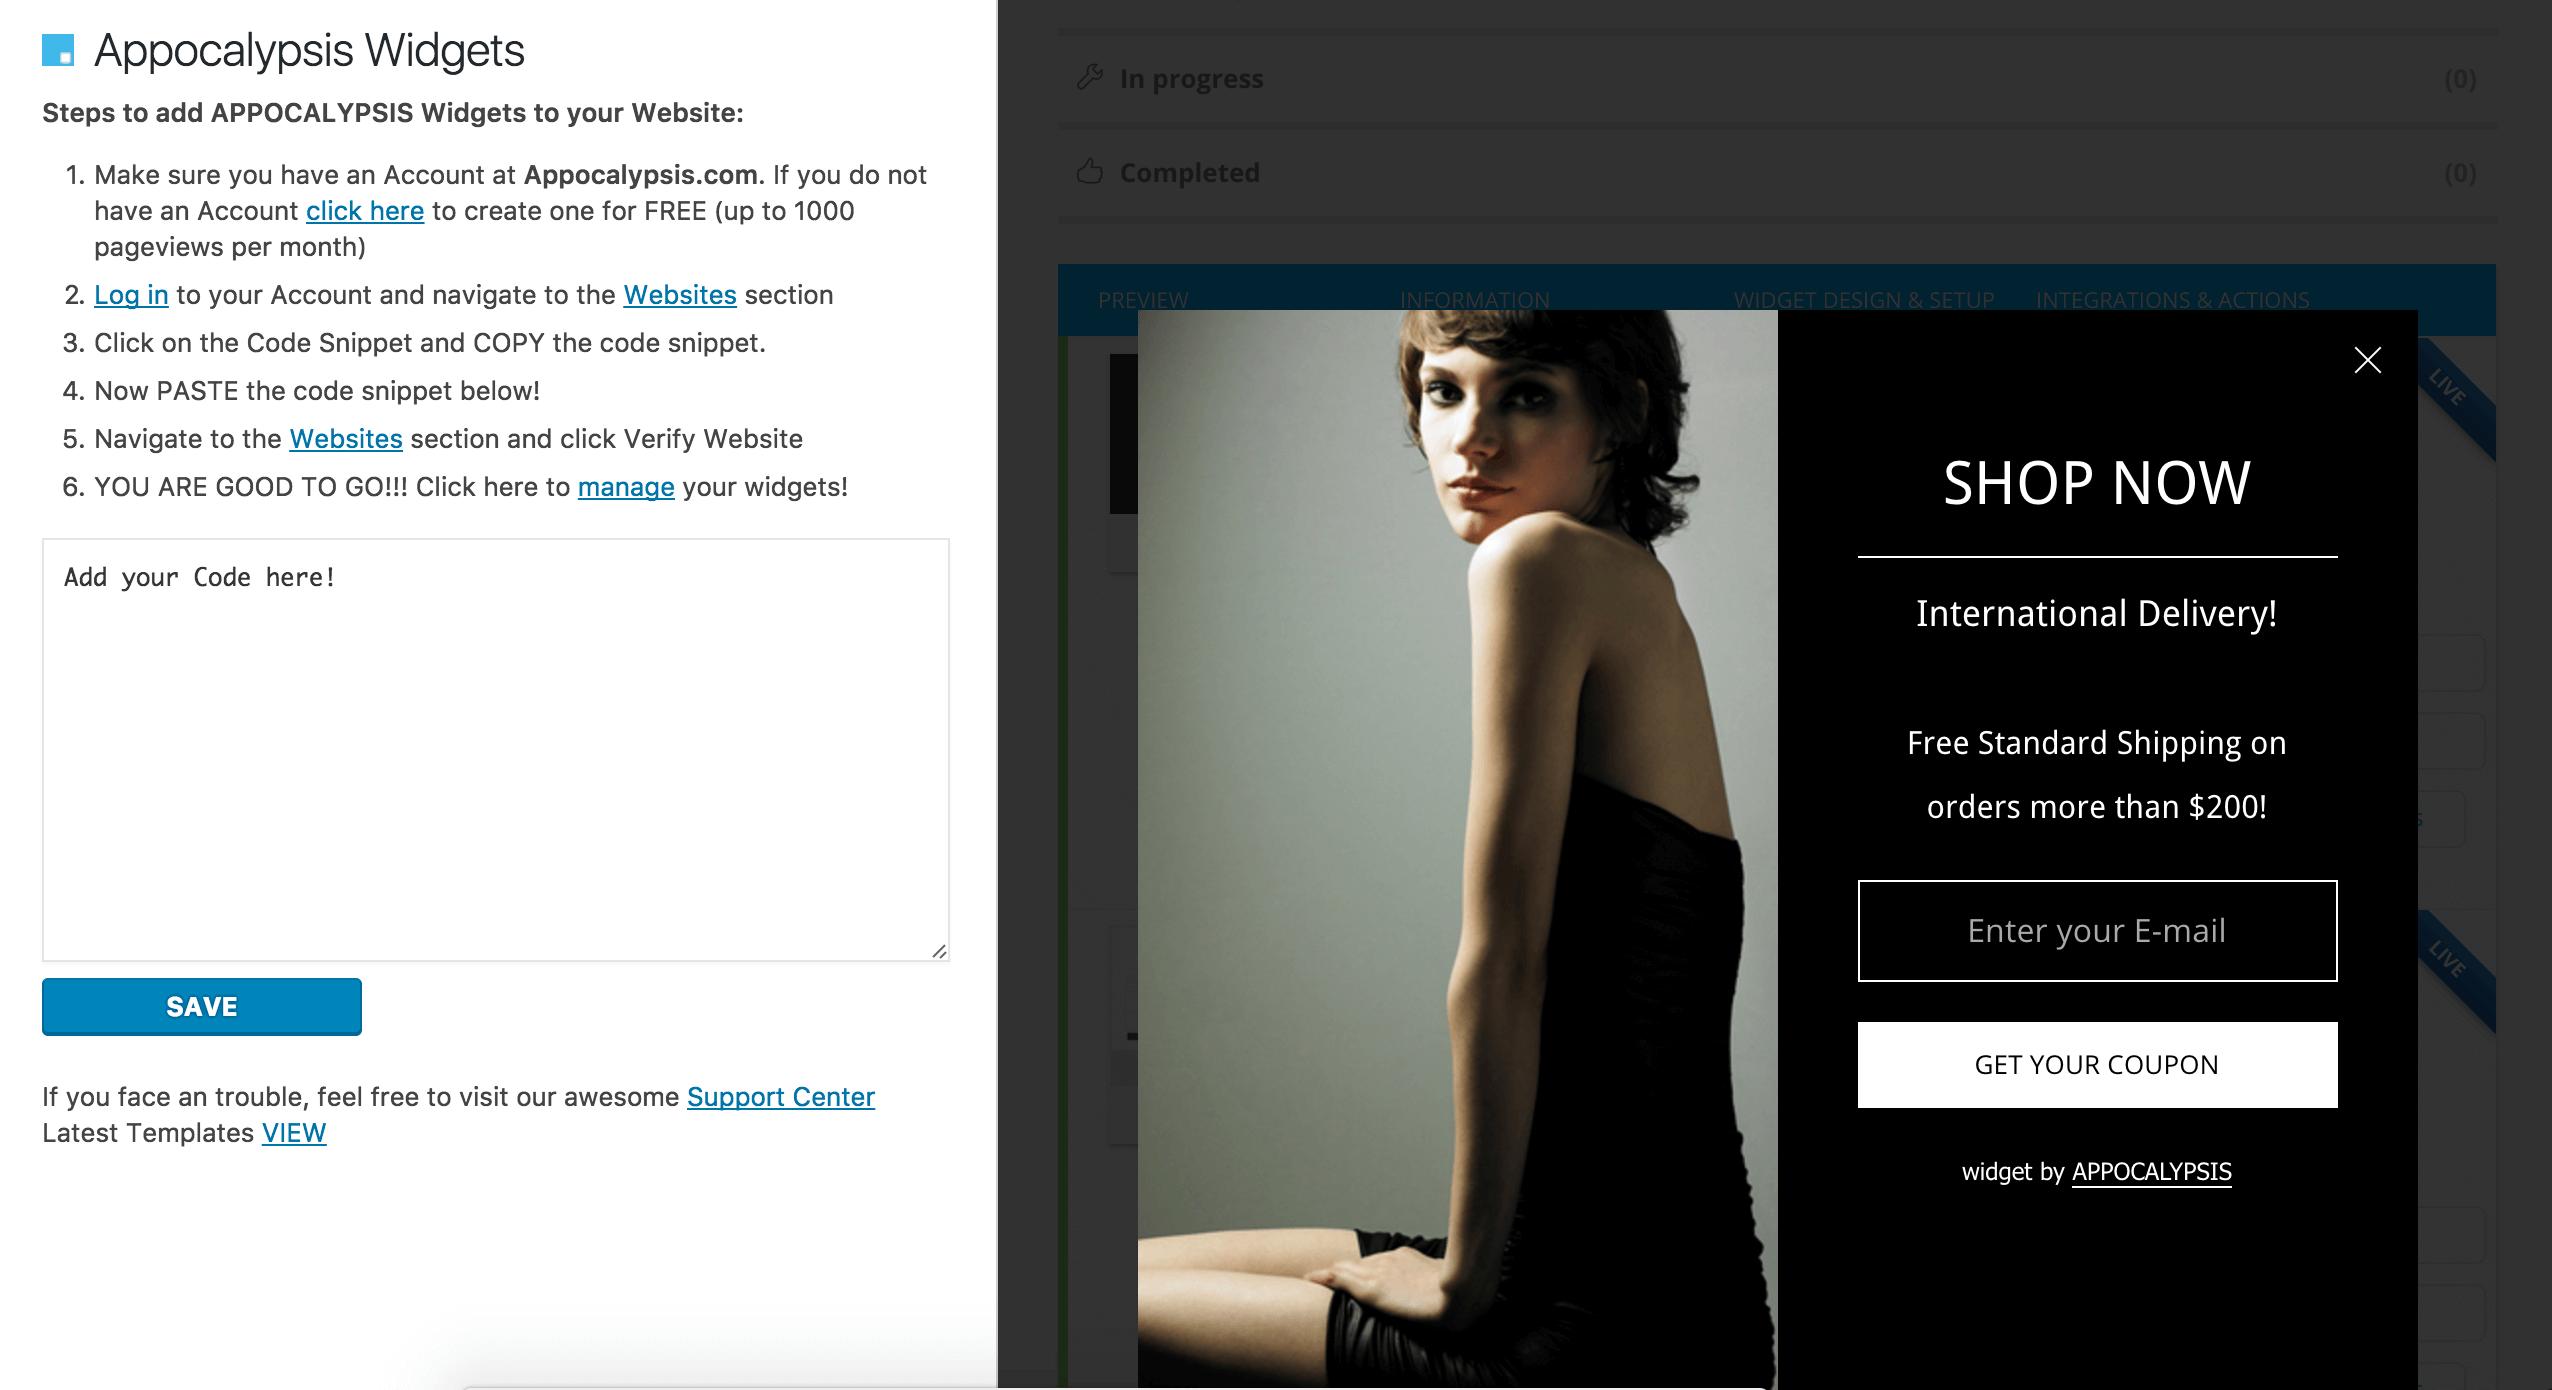 Appocalypsis Widgets
Steps to add APPOCALYPSIS Widgets to your Website:
1. Make sure you have an Account at Appocalypsis.com. If you do not
have an Account click here to create one for FREE (up to 1000
pageviews per month)
2. Log in to your Account and navigate to the Websites section
3. Click on the Code Snippet and COPY the code snippet.
4. Now PASTE the code snippet below!
5. Navigate to the Websites section and click Verify Website
6. YOU ARE GOOD TO GO!!! Click here to manage your widgets!
Add your Code here!
SAVE
If you face an trouble, feel free to visit our awesome Support Center
Latest Templates VIEW
In progress (0)
Completed (0)
PREVIEW INFORMATION WIDGET DESIGN & SETUP INTEGRATIONS & ACTIONS
LIVE
SHOP NOW
International Delivery!
Free Standard Shipping on
orders more than $200!
Enter your E-mail
GET YOUR COUPON
widget by APPOCALYPSIS
LIVE